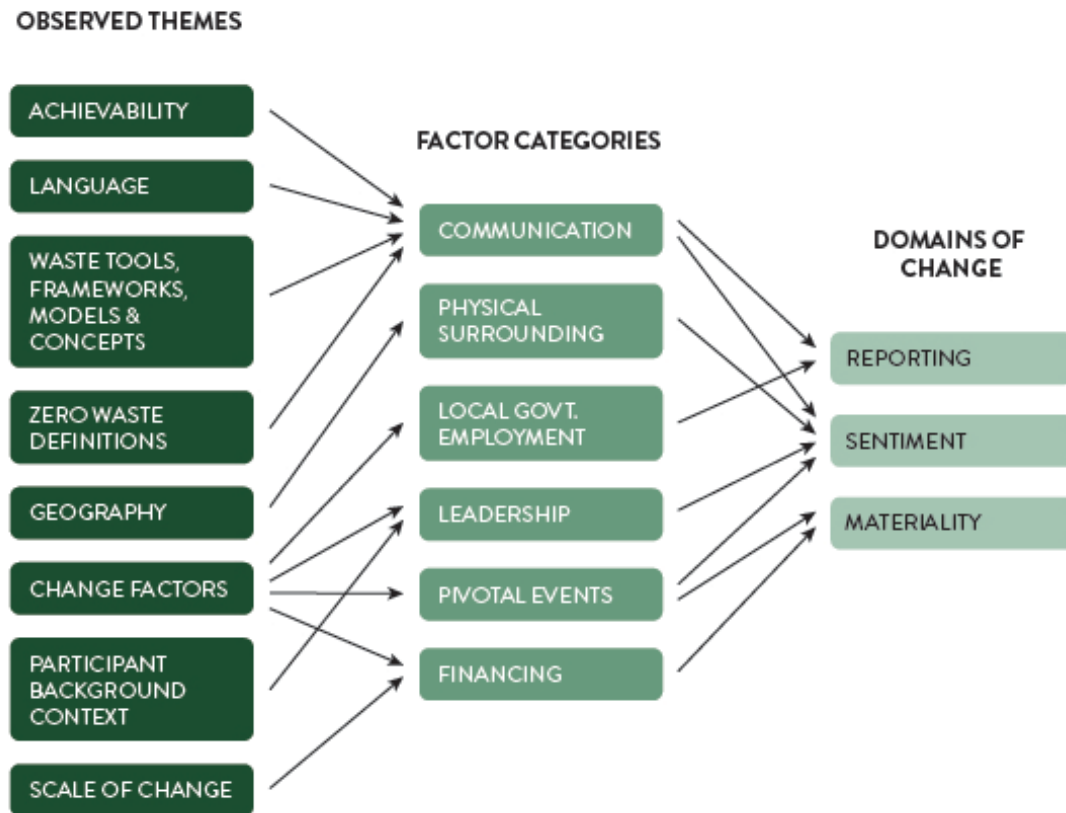 OBSERVED THEMES
ACHIEVABILITY
LANGUAGE
WASTE TOOLS,
FRAMEWORKS,
MODELS &
CONCEPTS
ZERO WASTE
DEFINITIONS
GEOGRAPHY
CHANGE FACTORS
PARTICIPANT
BACKGROUND
CONTEXT
SCALE OF CHANGE
FACTOR CATEGORIES
COMMUNICATION
PHYSICAL
SURROUNDING
LOCAL GOVT.
EMPLOYMENT
LEADERSHIP
PIVOTAL EVENTS
FINANCING
DOMAINS OF
CHANGE
REPORTING
SENTIMENT
MATERIALITY